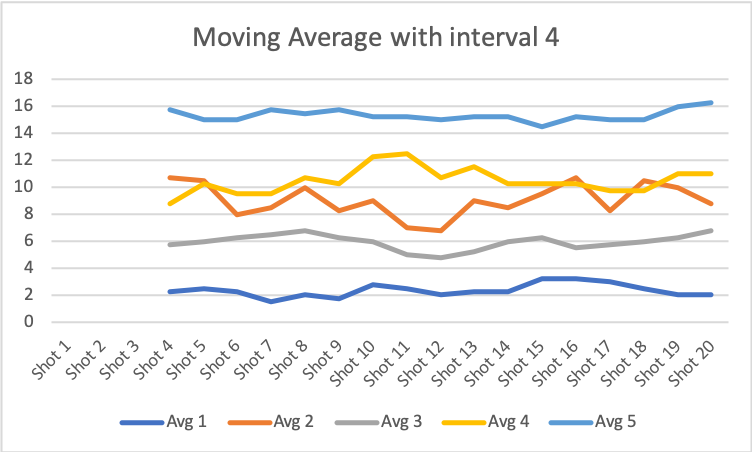 Moving Average with interval 4
18
16
14
12
10
8
6
4
2
0
Shot 1
Shot 2
Shot 3
Shot 4
Shot 5
Shot 6
Shot 7
Shot 8
Shot 9
Shot 10
Shot 11
Shot 12
Shot 13
Shot 14
Shot 15
Shot 16
Shot 17
Shot 18
Shot 19
Shot 20
Avg 1 Avg 2 Avg 3 Avg 4 Avg 5